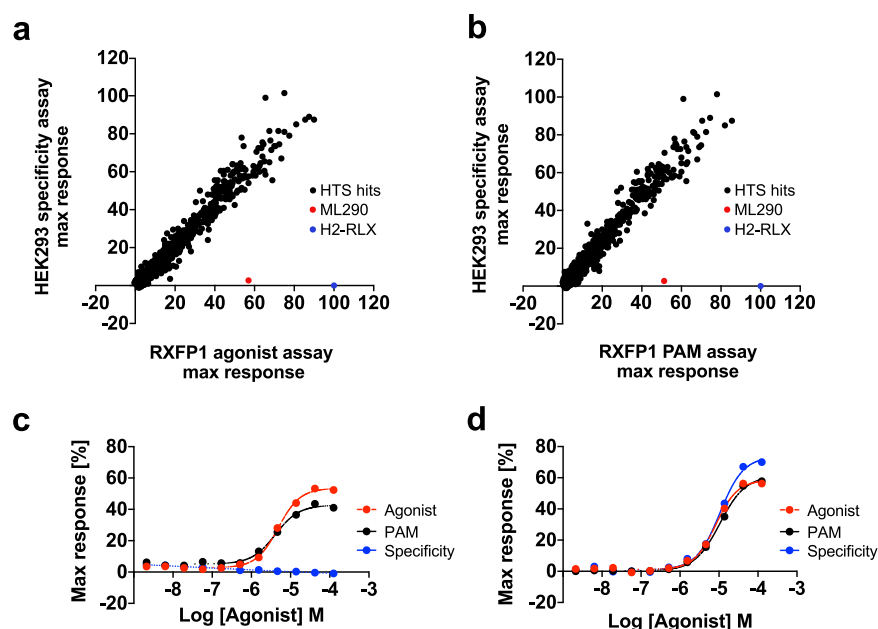 a
HEK293 specificity assay
max response
120
100
80
60
40
20
-20
-20
20
40
60
80
100
120
HTS hits
ML290
H2-RLX
RXFP1 agonist assay
max response
b
HEK293 specificity assay
max response
120
100
80
60
40
20
-20
-20
20
40
60
80
100
120
HTS hits
ML290
H2-RLX
RXFP1 PAM assay
max response
c
Max response [%]
80
60
40
20
0
-20
-8
-7
-6
-5
-4
-3
Agonist
PAM
Specificity
Log [Agonist] M
d
Max response [%]
80
60
40
20
0
-20
-8
-7
-6
-5
-4
-3
Agonist
PAM
Specificity
Log [Agonist] M